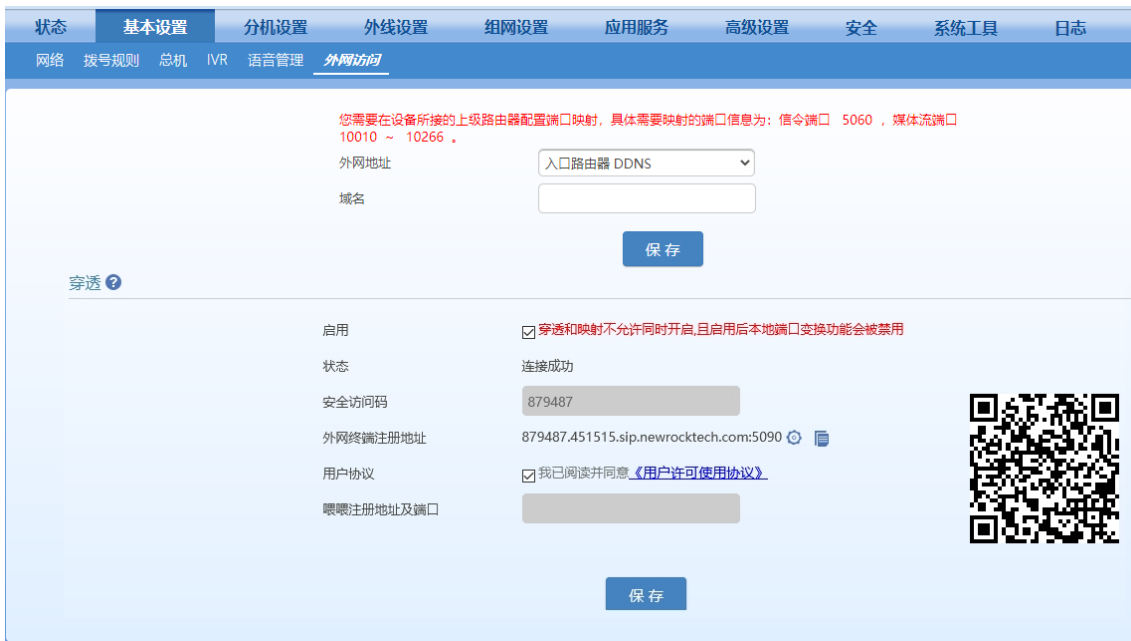 状态 基本设置 分机设置 外线设置 组网设置 应用服务 高级设置 安全 系统工具 日志
网络 拨号规则 总机 IVR 语音管理 外网访问
您需要在设备所接的上级路由器配置端口映射，具体需要映射的端口信息为：信令端口 5060 ，媒体流端口
10010 ~ 10266 。
外网地址 入口路由器 DDNS
域名
保存
穿透
启用 穿透和映射不允许同时开启,且启用后本地端口变换功能会被禁用
状态 连接成功
安全访问码 879487
外网终端注册地址 879487.451515.sip.newrocktech.com:5090
用户协议 我已阅读并同意《用户许可使用协议》
喂喂注册地址及端口
保存